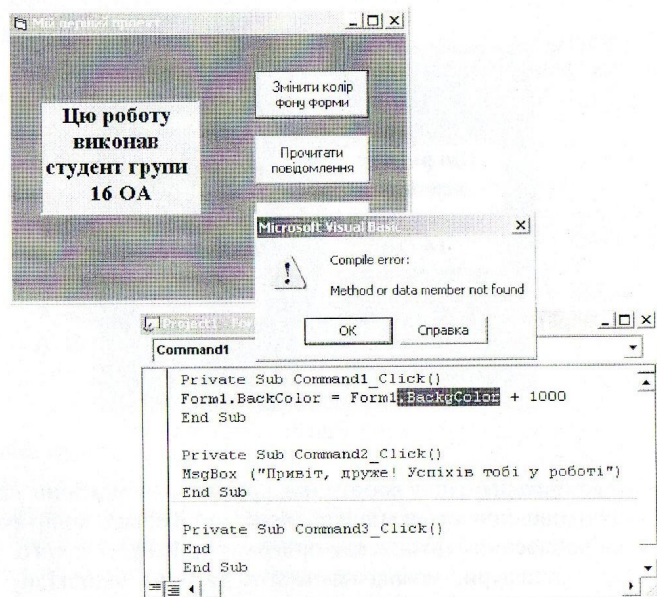 Мій перший проект
Змінити колір
фону форми
Цю роботу
виконав
студент групи
16 ОА
Прочитати
повідомлення
Microsoft Visual Basic
Compile error:
Method or data member not found
ОК
Справка
Project1 -
Command1
Private Sub Command1_Click()
Form1.BackColor = Form1.BackgColor + 1000
End Sub
Private Sub Command2_Click()
MsgBox ("Привіт, друже! Успіхів тобі у роботі")
End Sub
Private Sub Command3_Click()
End
End Sub